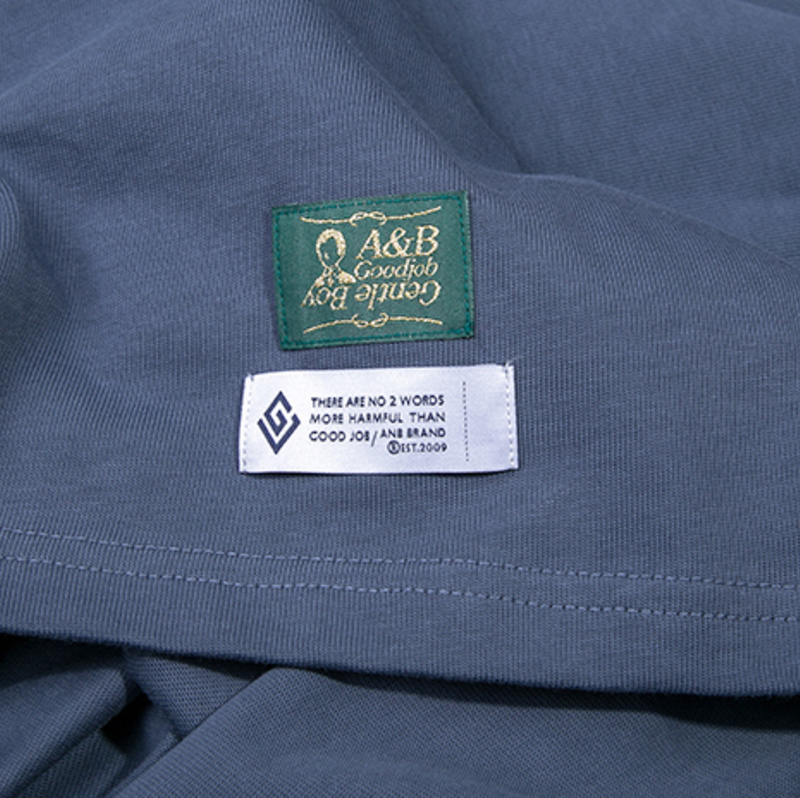 A&B
Goodjob
Gentle Boy
THERE ARE NO 2 WORDS
MORE HARMFUL THAN
GOOD JOB / ANB BRAND
®EST.2009